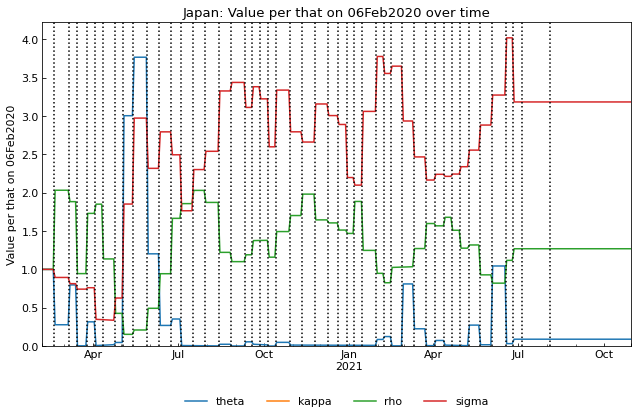 Japan: Value per that on 06Feb2020 over time
Value per that on 06Feb2020
4.0
3.5
3.0
2.5
2.0
1.5
1.0
0.5
0.0
Apr Jul Oct Jan Apr Jul Oct
2021
theta kappa rho sigma